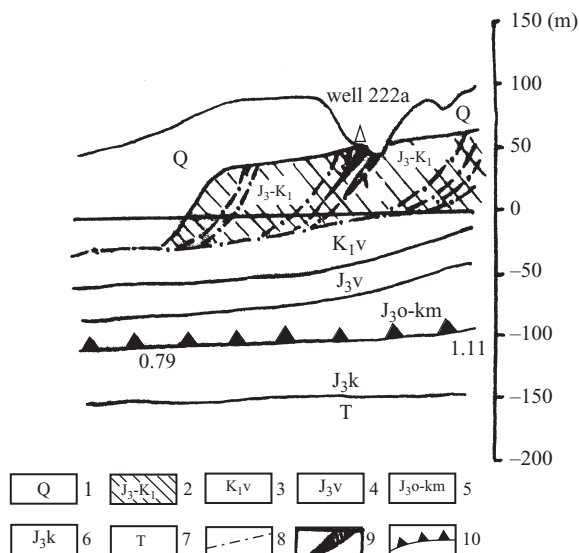 150 (m)
100
well 222a
Q
Q
50
J₃-K₁
J₃-K₁
0
K₁v
–50
J₃v
J₃o-km
–100
0.79
1.11
J₃k
–150
T
–200
Q 1 J₃-K₁ 2 K₁v 3 J₃v 4 J₃o-km 5
J₃k 6 T 7 8 9 10